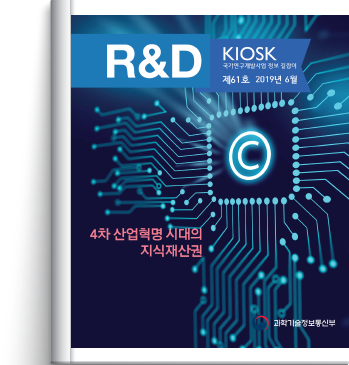 R&D
KIOSK
국가연구개발사업 정보 길잡이
제61호 2019년 6월
©
4차 산업혁명 시대의
지식재산권
과학기술정보통신부